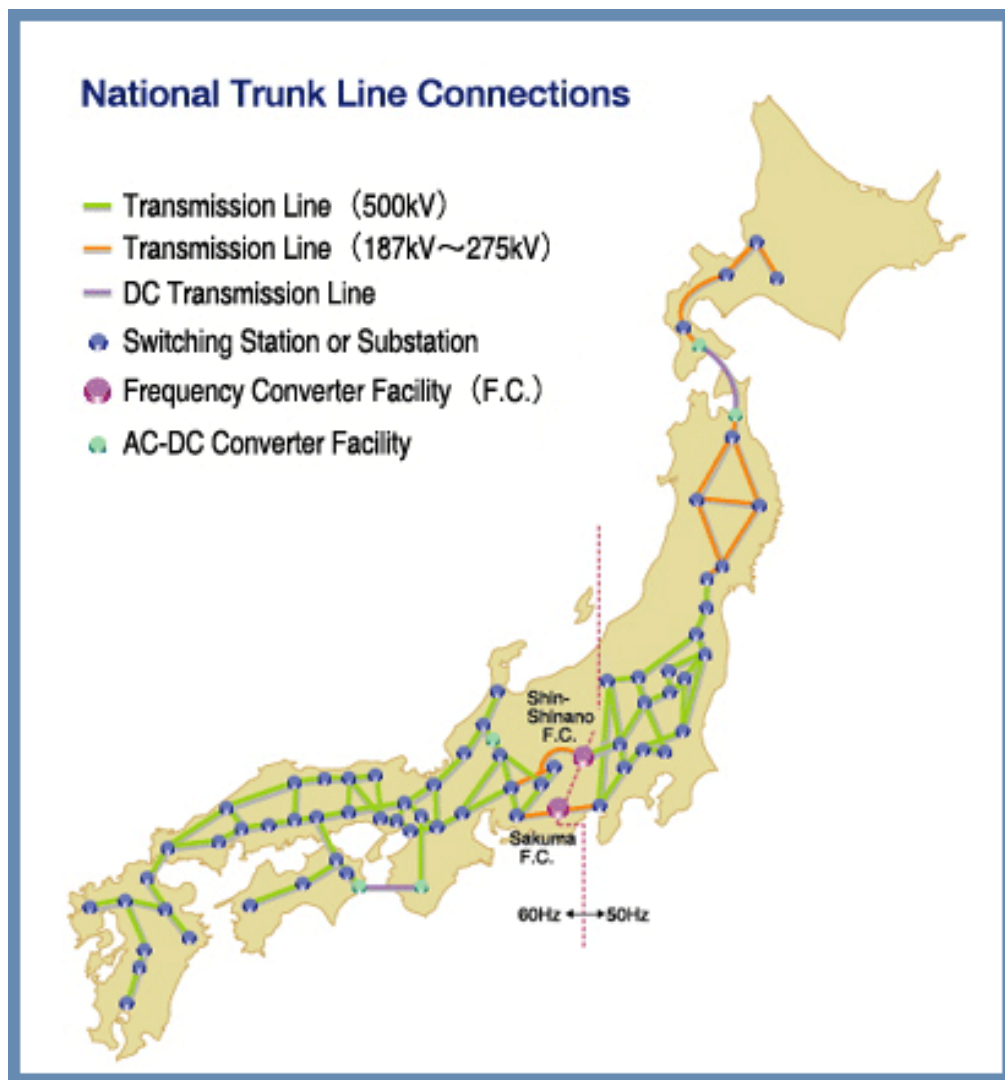 National Trunk Line Connections
Transmission Line （500kV）
Transmission Line （187kV～275kV）
DC Transmission Line
Switching Station or Substation
Frequency Converter Facility （F.C.）
AC-DC Converter Facility
Shin-
Shinano
F.C.
Sakuma
F.C.
60Hz ↔ 50Hz